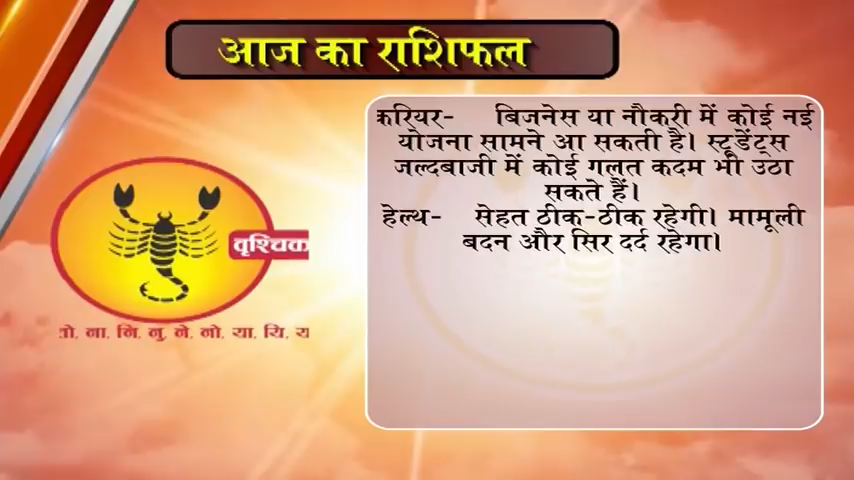 आज का राशिफल
करियर- बिजनेस या नौकरी में कोई नई
योजना सामने आ सकती है। स्टूडेंट्स
जल्दबाजी में कोई गलत कदम भी उठा
सकते हैं।
हेल्थ- सेहत ठीक-ठीक रहेगी। मामूली
बदन और सिर दर्द रहेगा।
वृश्चिक
ना, नि, नु, ने, नो, या, यि,